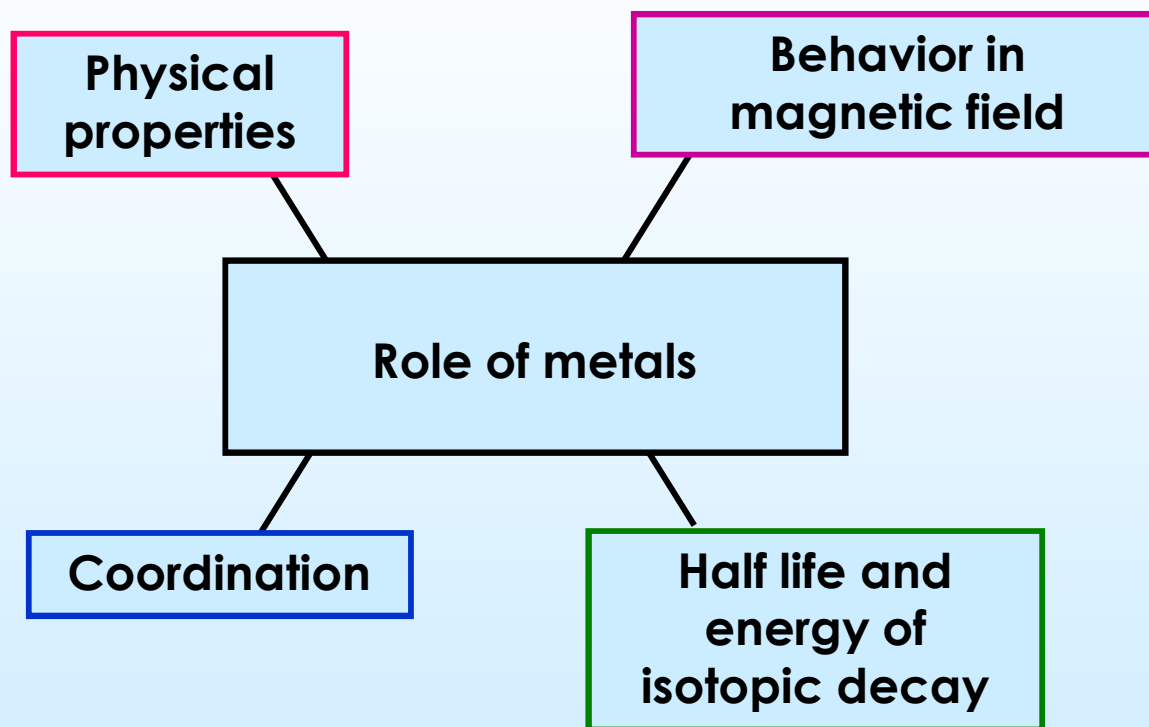 Physical
properties
Behavior in
magnetic field
Role of metals
Coordination
Half life and
energy of
isotopic decay